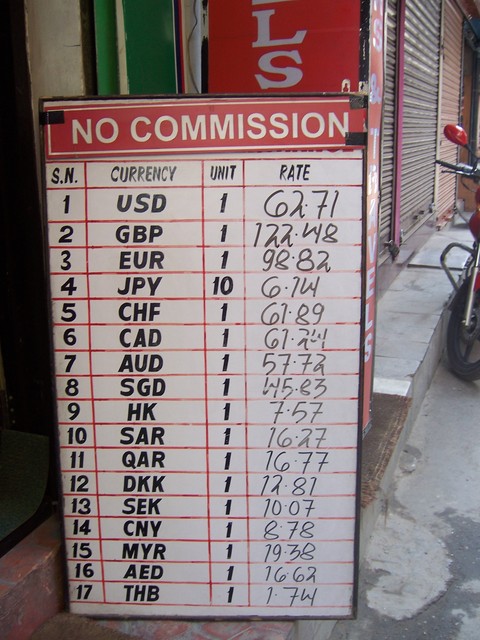 LS
NO COMMISSION
S.N. CURRENCY UNIT RATE
1 USD 1 62.71
2 GBP 1 122.48
3 EUR 1 98.82
4 JPY 10 6.14
5 CHF 1 61.89
6 CAD 1 61.24
7 AUD 1 57.72
8 SGD 1 45.83
9 HK 1 7.57
10 SAR 1 16.27
11 QAR 1 16.77
12 DKK 1 12.81
13 SEK 1 10.07
14 CNY 1 8.78
15 MYR 1 19.38
16 AED 1 16.62
17 THB 1 1.74